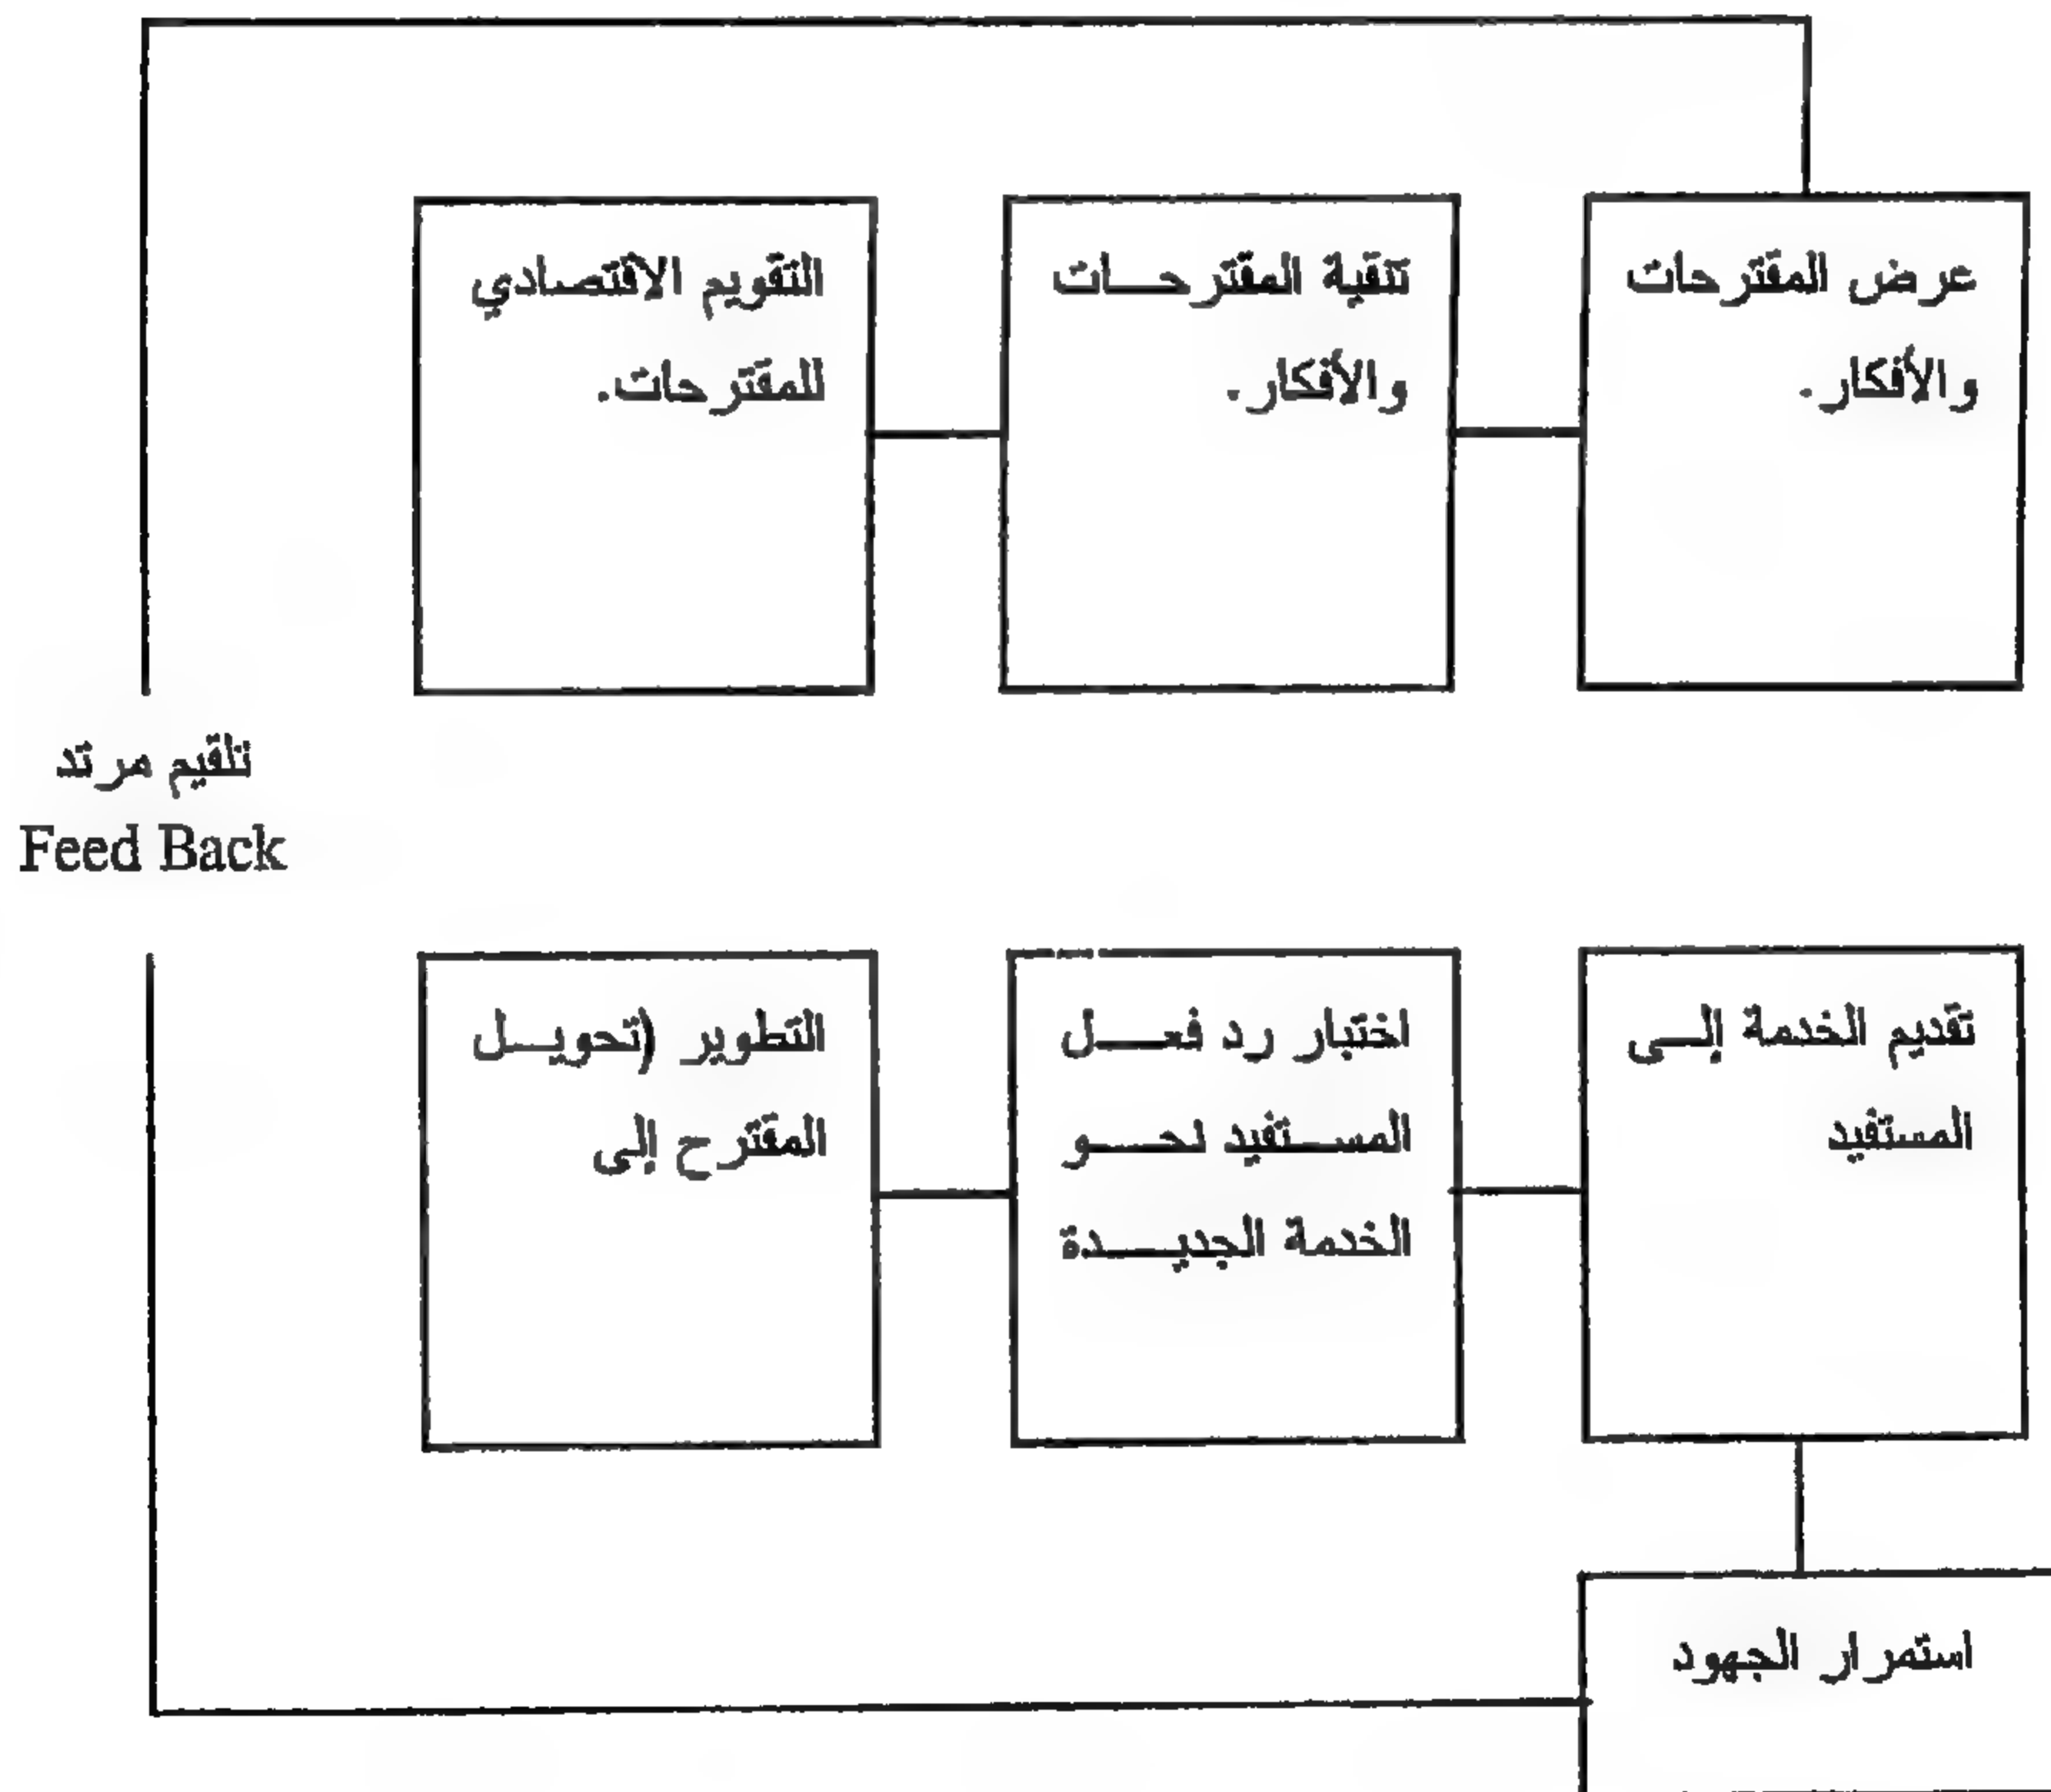 عرض المقترحات
والأفكار.
تنقية المقترحات
والأفكار.
التقويم الاقتصادي
للمقترحات.
تلقيم مرتد
Feed Back
التطوير (تحويل
المقترح إلى
اختبار رد فعل
المستفيد نحو
الخدمة الجديدة
تقديم الخدمة إلى
المستفيد
استمرار الجهود